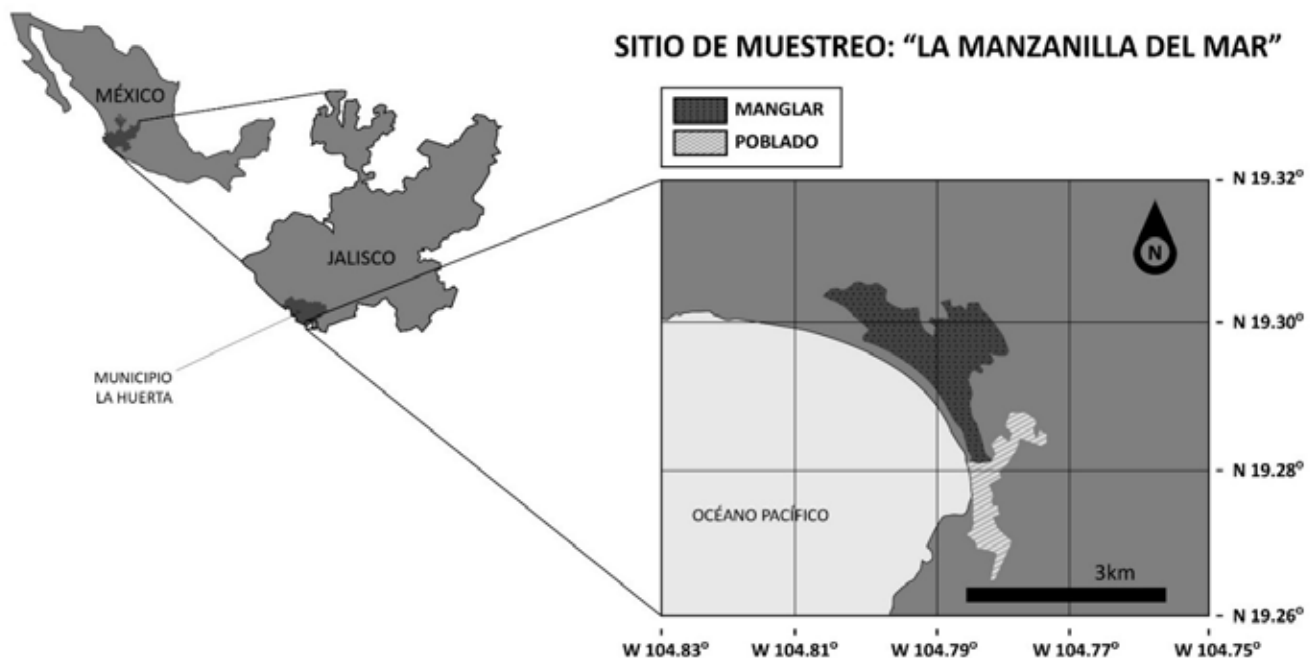 SITIO DE MUESTREO: “LA MANZANILLA DEL MAR”
MÉXICO
JALISCO
MUNICIPIO
LA HUERTA
MANGLAR
POBLADO
N
OCÉANO PACÍFICO
3km
N 19.32°
N 19.30°
N 19.28°
N 19.26°
W 104.83° W 104.81° W 104.79° W 104.77° W 104.75°